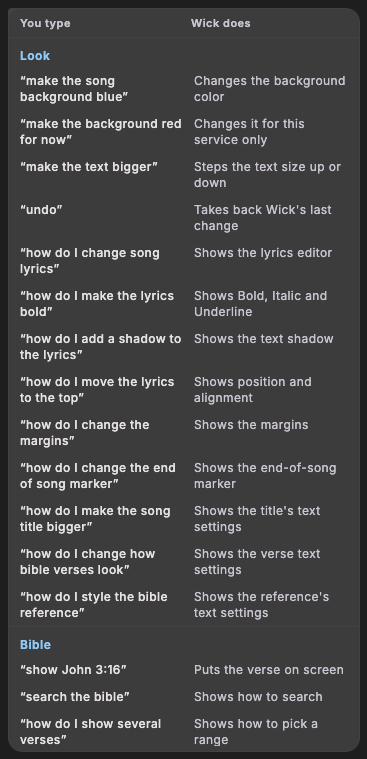 You type Wick does
Look
“make the song Changes the background
background blue” color
“make the background red Changes it for this
for now” service only
“make the text bigger” Steps the text size up or
down
“undo” Takes back Wick's last
change
“how do I change song Shows the lyrics editor
lyrics”
“how do I make the lyrics Shows Bold, Italic and
bold” Underline
“how do I add a shadow to Shows the text shadow
the lyrics”
“how do I move the lyrics Shows position and
to the top” alignment
“how do I change the Shows the margins
margins”
“how do I change the end Shows the end-of-song
of song marker” marker
“how do I make the song Shows the title's text
title bigger” settings
“how do I change how Shows the verse text
bible verses look” settings
“how do I style the bible Shows the reference's
reference” text settings
Bible
“show John 3:16” Puts the verse on screen
“search the bible” Shows how to search
“how do I show several Shows how to pick a
verses” range